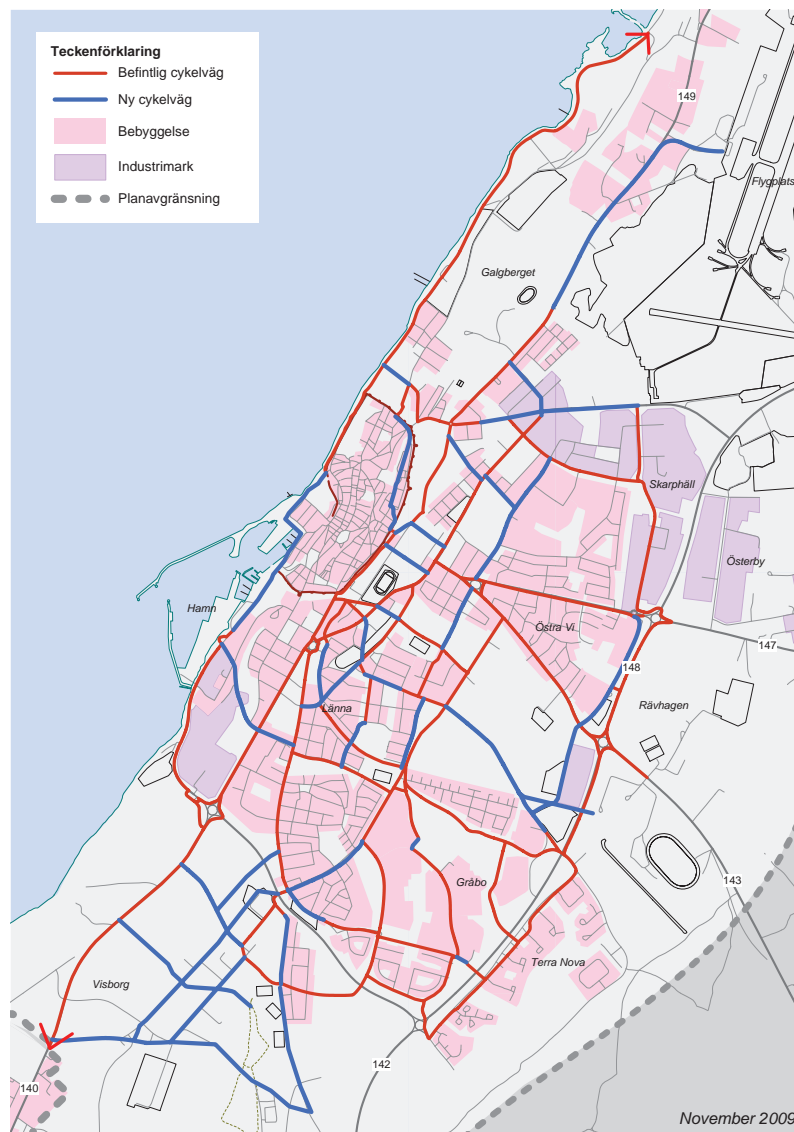 Teckenförklaring
Befintlig cykelväg
Ny cykelväg
Bebyggelse
Industrimark
Planavgränsning
149
Flygplats
Galgberget
Skarphäll
Österby
Hamn
Östra Vi
147
148
Rävhagen
Länna
Gråbo
143
Terra Nova
Visborg
142
140
November 2009